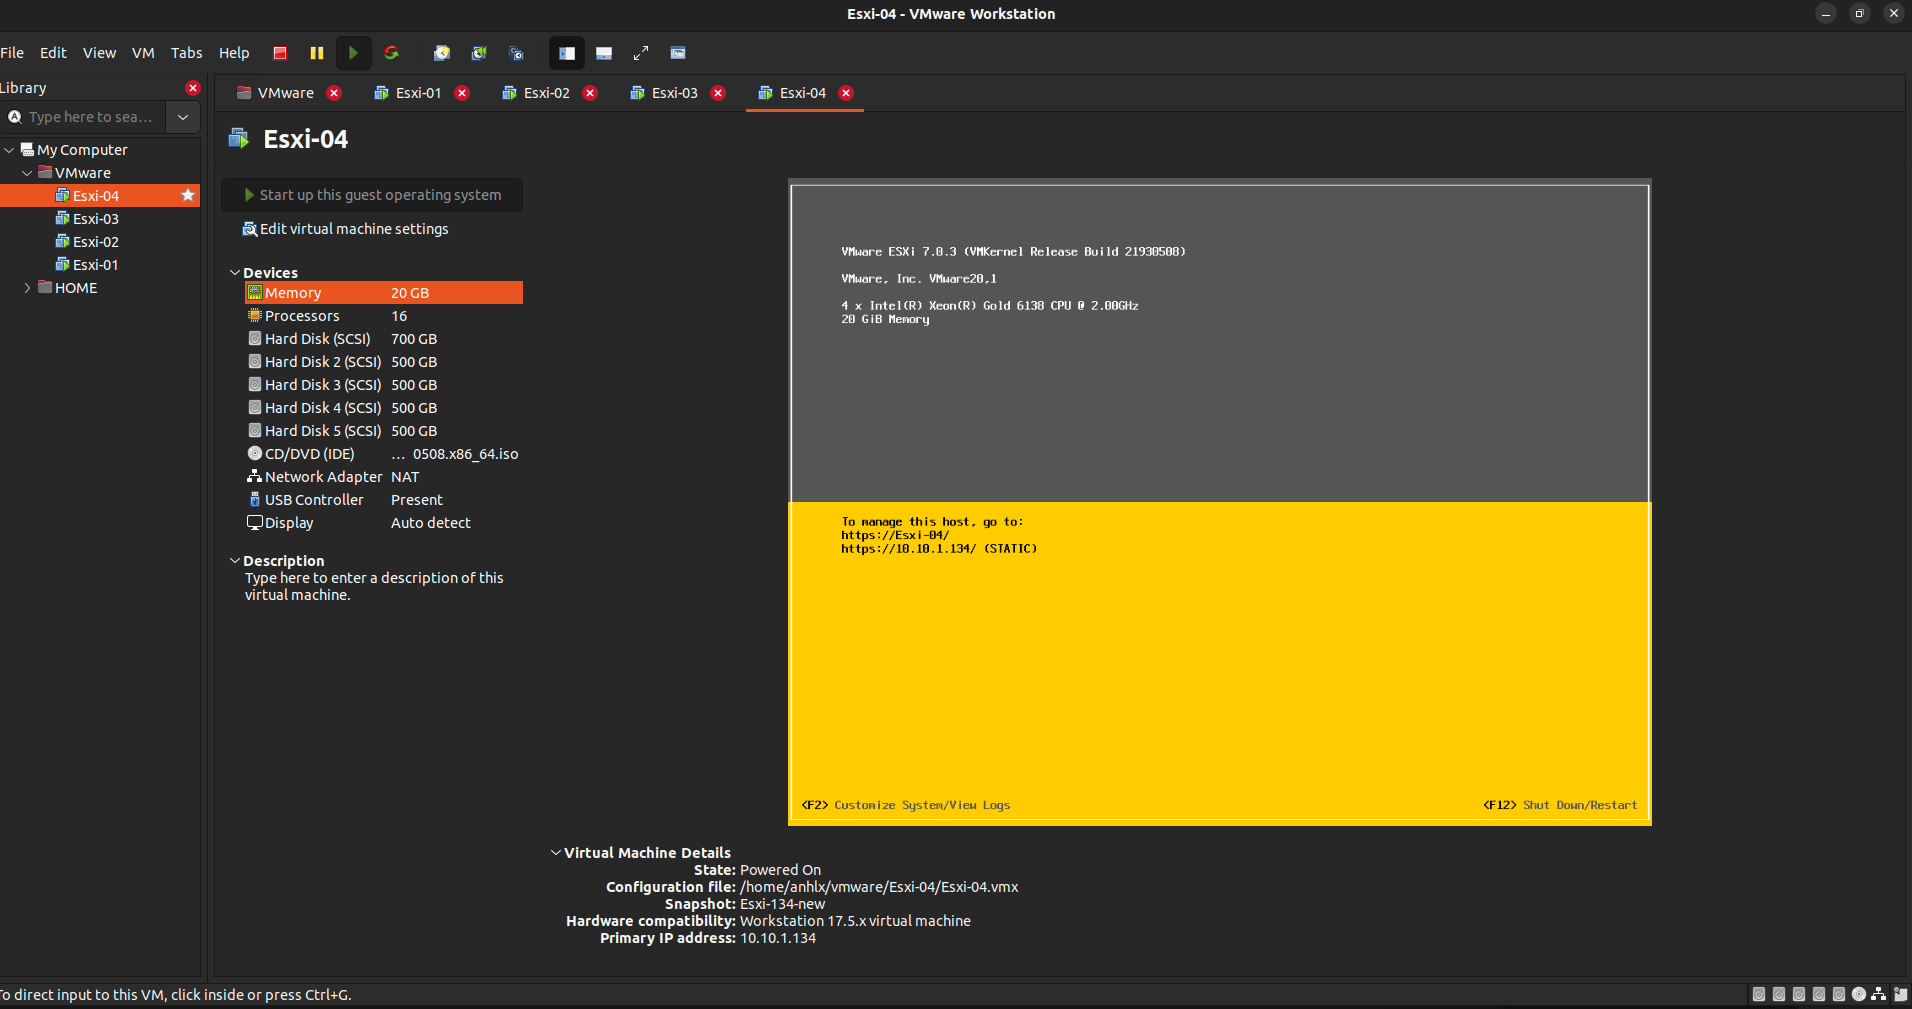 Esxi-04 - VMware Workstation
File Edit View VM Tabs Help
Library
Type here to sea...
My Computer
VMware
Esxi-04
Esxi-03
Esxi-02
Esxi-01
HOME
VMware Esxi-01 Esxi-02 Esxi-03 Esxi-04
Esxi-04
Start up this guest operating system
Edit virtual machine settings
Devices
Memory 20 GB
Processors 16
Hard Disk (SCSI) 700 GB
Hard Disk 2 (SCSI) 500 GB
Hard Disk 3 (SCSI) 500 GB
Hard Disk 4 (SCSI) 500 GB
Hard Disk 5 (SCSI) 500 GB
CD/DVD (IDE) ... 0508.x86_64.iso
Network Adapter NAT
USB Controller Present
Display Auto detect
Description
Type here to enter a description of this
virtual machine.
VMware ESXi 7.0.3 (VMKernel Release Build 21930508)
VMware, Inc. VMware20,1
4 x Intel(R) Xeon(R) Gold 6138 CPU @ 2.00GHz
20 GiB Memory
To manage this host, go to:
https://Esxi-04/
https://10.10.1.134/ (STATIC)
<F2> Customize System/View Logs
<F12> Shut Down/Restart
Virtual Machine Details
State: Powered On
Configuration file: /home/anhlx/vmware/Esxi-04/Esxi-04.vmx
Snapshot: Esxi-134-new
Hardware compatibility: Workstation 17.5.x virtual machine
Primary IP address: 10.10.1.134
To direct input to this VM, click inside or press Ctrl+G.